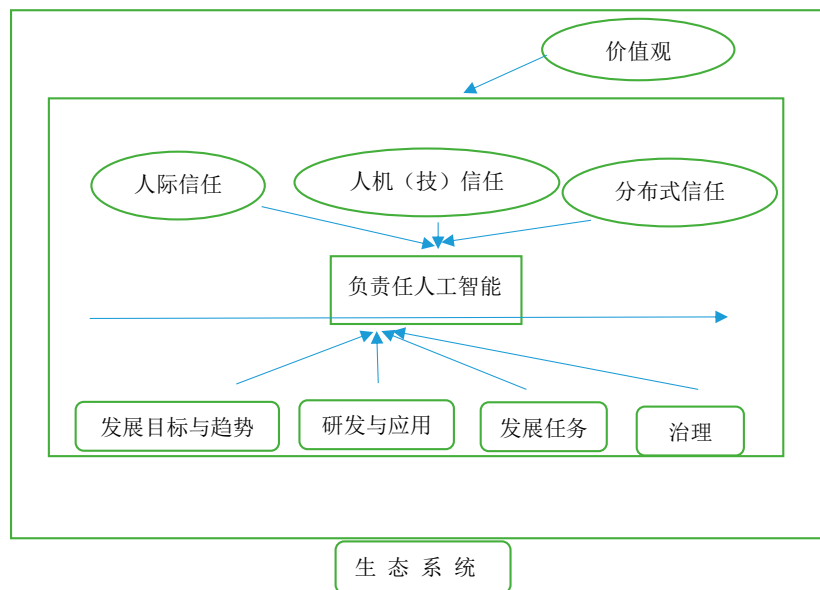 价值观
人际信任
人机（技）信任
分布式信任
负责任人工智能
发展目标与趋势
研发与应用
发展任务
治理
生态系统